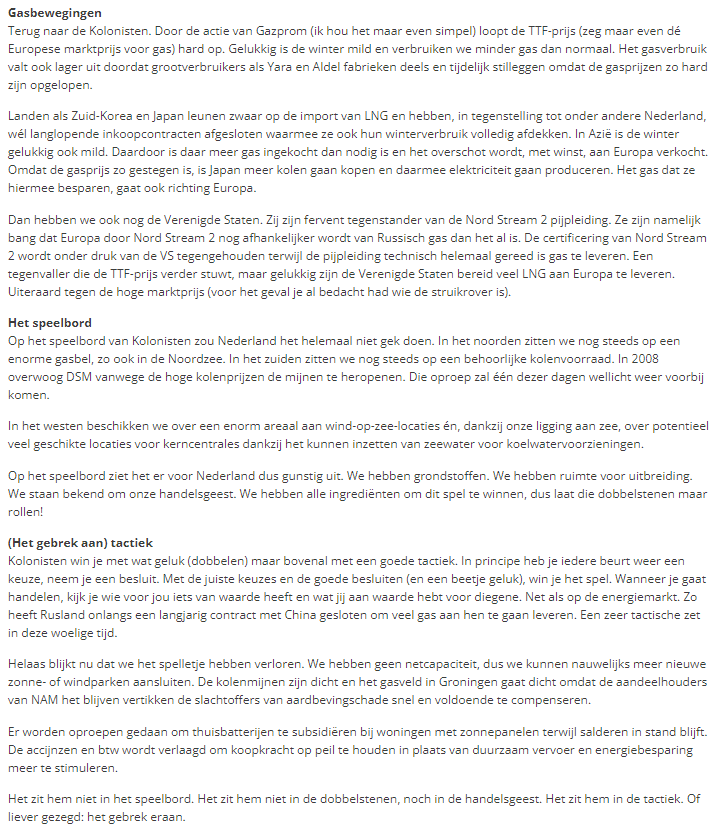 Gasbewegingen
Terug naar de Kolonisten. Door de actie van Gazprom (ik hou het maar even simpel) loopt de TTF-prijs (zeg maar even dé
Europese marktprijs voor gas) hard op. Gelukkig is de winter mild en verbruiken we minder gas dan normaal. Het gasverbruik
valt ook lager uit doordat grootverbruikers als Yara en Aldel fabrieken deels en tijdelijk stilleggen omdat de gasprijzen zo hard
zijn opgelopen.
Landen als Zuid-Korea en Japan leunen zwaar op de import van LNG en hebben, in tegenstelling tot onder andere Nederland,
wél langlopende inkoopcontracten afgesloten waarmee ze ook hun winterverbruik volledig afdekken. In Azië is de winter
gelukkig ook mild. Daardoor is daar meer gas ingekocht dan nodig is en het overschot wordt, met winst, aan Europa verkocht.
Omdat de gasprijs zo gestegen is, is Japan meer kolen gaan kopen en daarmee elektriciteit gaan produceren. Het gas dat ze
hiermee besparen, gaat ook richting Europa.
Dan hebben we ook nog de Verenigde Staten. Zij zijn fervent tegenstander van de Nord Stream 2 pijpleiding. Ze zijn namelijk
bang dat Europa door Nord Stream 2 nog afhankelijker wordt van Russisch gas dan het al is. De certificering van Nord Stream
2 wordt onder druk van de VS tegengehouden terwijl de pijpleiding technisch helemaal gereed is gas te leveren. Een
tegenvaller die de TTF-prijs verder stuwt, maar gelukkig zijn de Verenigde Staten bereid veel LNG aan Europa te leveren.
Uiteraard tegen de hoge marktprijs (voor het geval je al bedacht had wie de struikrover is).
Het speelbord
Op het speelbord van Kolonisten zou Nederland het helemaal niet gek doen. In het noorden zitten we nog steeds op een
enorme gasbel, zo ook in de Noordzee. In het zuiden zitten we nog steeds op een behoorlijke kolenvoorraad. In 2008
overwoog DSM vanwege de hoge kolenprijzen de mijnen te heropenen. Die oproep zal één dezer dagen wellicht weer voorbij
komen.
In het westen beschikken we over een enorm areaal aan wind-op-zee-locaties én, dankzij onze ligging aan zee, over potentieel
veel geschikte locaties voor kerncentrales dankzij het kunnen inzetten van zeewater voor koelwatervoorzieningen.
Op het speelbord ziet het er voor Nederland dus gunstig uit. We hebben grondstoffen. We hebben ruimte voor uitbreiding.
We staan bekend om onze handelsgeest. We hebben alle ingrediënten om dit spel te winnen, dus laat die dobbelstenen maar
rollen!
(Het gebrek aan) tactiek
Kolonisten win je met wat geluk (dobbelen) maar bovenal met een goede tactiek. In principe heb je iedere beurt weer een
keuze, neem je een besluit. Met de juiste keuzes en de goede besluiten (en een beetje geluk), win je het spel. Wanneer je gaat
handelen, kijk je wie voor jou iets van waarde heeft en wat jij aan waarde hebt voor diegene. Net als op de energiemarkt. Zo
heeft Rusland onlangs een langjarig contract met China gesloten om veel gas aan hen te gaan leveren. Een zeer tactische zet
in deze woelige tijd.
Helaas blijkt nu dat we het spelletje hebben verloren. We hebben geen netcapaciteit, dus we kunnen nauwelijks meer nieuwe
zonne- of windparken aansluiten. De kolenmijnen zijn dicht en het gasveld in Groningen gaat dicht omdat de aandeelhouders
van NAM het blijven vertikken de slachtoffers van aardbevingschade snel en voldoende te compenseren.
Er worden oproepen gedaan om thuisbatterijen te subsidiëren bij woningen met zonnepanelen terwijl salderen in stand blijft.
De accijnzen en btw wordt verlaagd om koopkracht op peil te houden in plaats van duurzaam vervoer en energiebesparing
meer te stimuleren.
Het zit hem niet in het speelbord. Het zit hem niet in de dobbelstenen, noch in de handelsgeest. Het zit hem in de tactiek. Of
liever gezegd: het gebrek eraan.